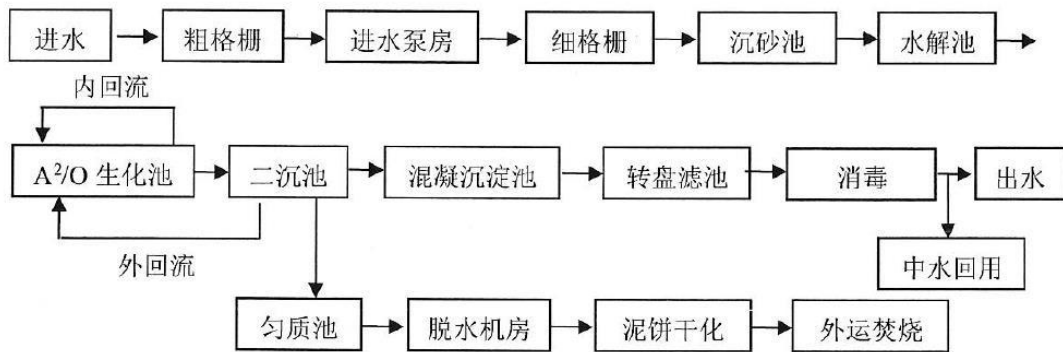 进水 粗格栅 进水泵房 细格栅 沉砂池 水解池
内回流
A²/O 生化池 二沉池 混凝沉淀池 转盘滤池 消毒 出水
外回流 中水回用
匀质池 脱水机房 泥饼干化 外运焚烧